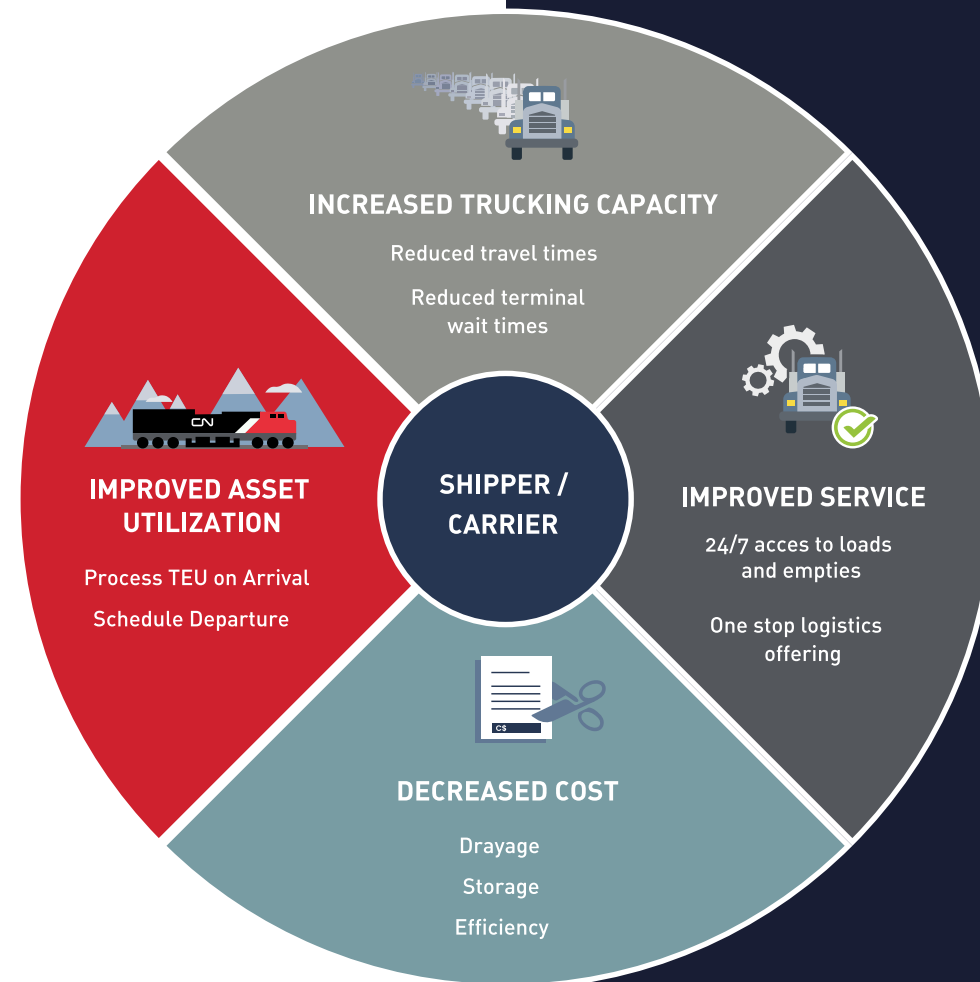 INCREASED TRUCKING CAPACITY
Reduced travel times
Reduced terminal
wait times
CN
IMPROVED ASSET
UTILIZATION
Process TEU on Arrival
Schedule Departure
SHIPPER /
CARRIER
IMPROVED SERVICE
24/7 acces to loads
and empties
One stop logistics
offering
C$
DECREASED COST
Drayage
Storage
Efficiency